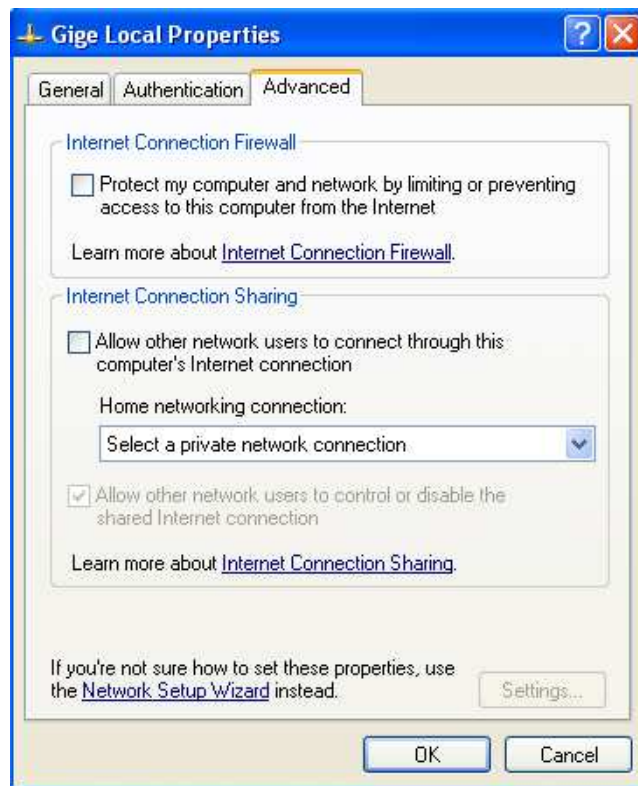 Gige Local Properties
General Authentication Advanced
Internet Connection Firewall
Protect my computer and network by limiting or preventing
access to this computer from the Internet
Learn more about Internet Connection Firewall.
Internet Connection Sharing
Allow other network users to connect through this
computer's Internet connection
Home networking connection:
Select a private network connection
Allow other network users to control or disable the
shared Internet connection
Learn more about Internet Connection Sharing.
If you're not sure how to set these properties, use
the Network Setup Wizard instead.
Settings...
OK Cancel